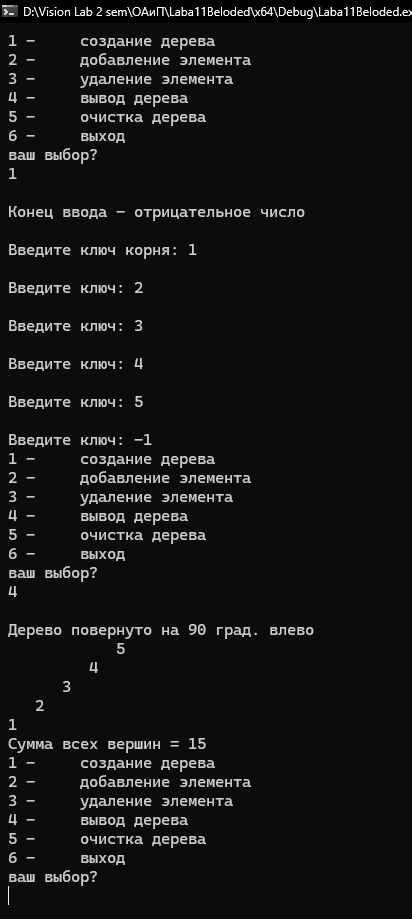 D:\Vision Lab 2 sem\ОАиП\Laba11Beloded\x64\Debug\Laba11Beloded.ex
1 –     создание дерева
2 –     добавление элемента
3 –     удаление элемента
4 –     вывод дерева
5 –     очистка дерева
6 –     выход
ваш выбор?
1
Конец ввода – отрицательное число
Введите ключ корня: 1
Введите ключ: 2
Введите ключ: 3
Введите ключ: 4
Введите ключ: 5
Введите ключ: -1
1 –     создание дерева
2 –     добавление элемента
3 –     удаление элемента
4 –     вывод дерева
5 –     очистка дерева
6 –     выход
ваш выбор?
4
Дерево повернуто на 90 град. влево
            5
         4
      3
   2
1
Сумма всех вершин = 15
1 –     создание дерева
2 –     добавление элемента
3 –     удаление элемента
4 –     вывод дерева
5 –     очистка дерева
6 –     выход
ваш выбор?